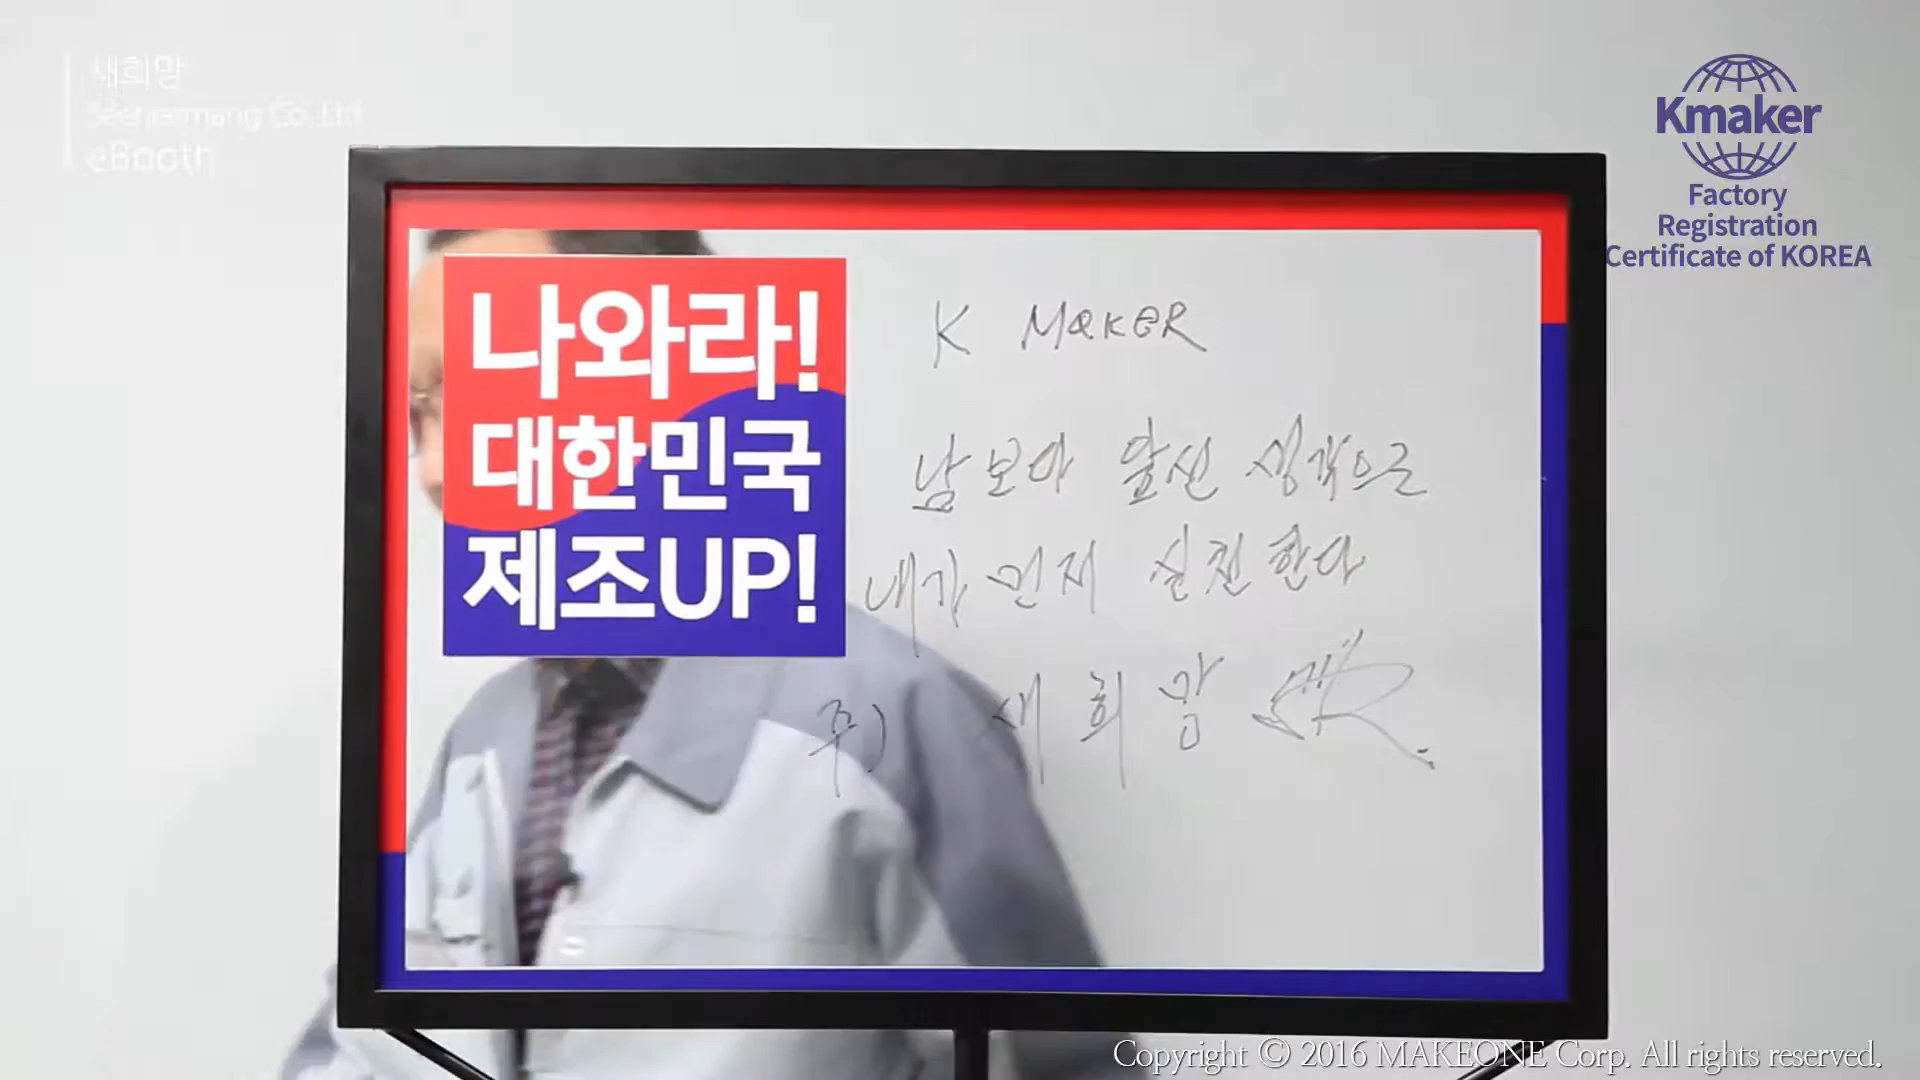 새희망
Saeheemang Co. Ltd
eBooth
Kmaker
Factory
Registration
Certificate of KOREA
나와라!
대한민국
제조UP!
K MaKeR
남보다 앞선 생각으로
내가 먼저 실천한다
주) 새희망
Copyright © 2016 MAKEONE Corp. All rights reserved.